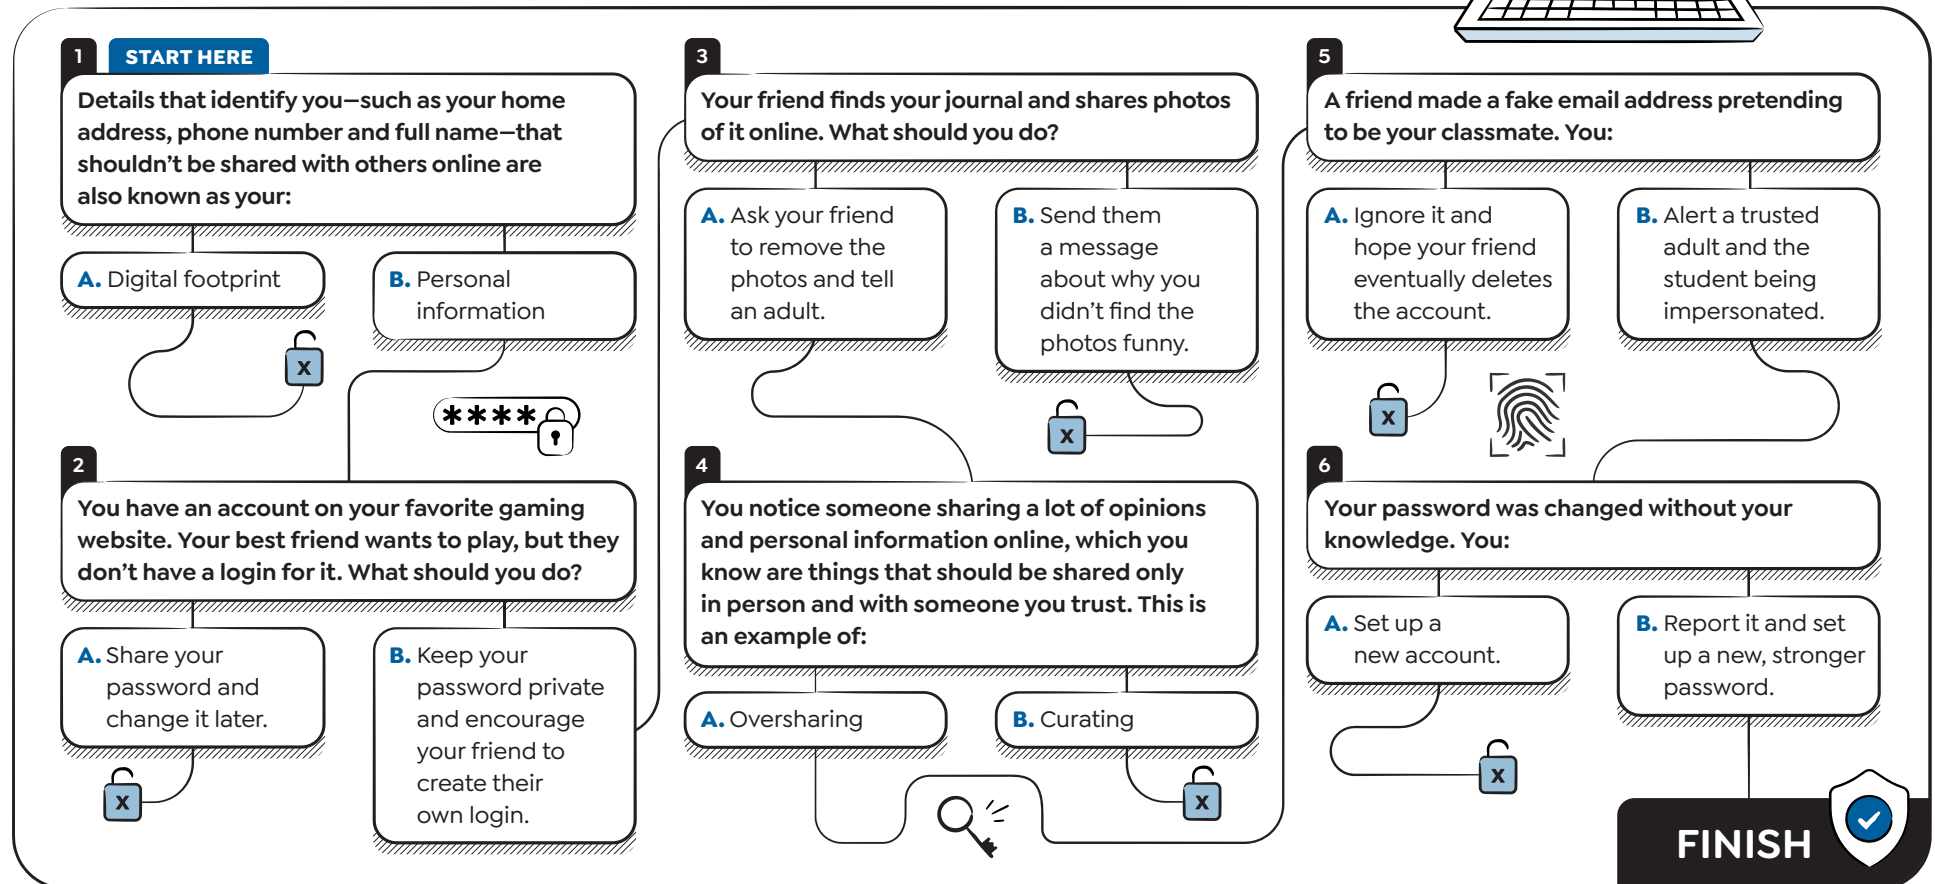 1
START HERE
Details that identify you—such as your home
address, phone number and full name—that
shouldn't be shared with others online are
also known as your:
A. Digital footprint
B. Personal
information
X
****
2
You have an account on your favorite gaming
website. Your best friend wants to play, but they
don't have a login for it. What should you do?
A. Share your
password and
change it later.
X
B. Keep your
password private
and encourage
your friend to
create their
own login.
3
Your friend finds your journal and shares photos
of it online. What should you do?
A. Ask your friend
to remove the
photos and tell
an adult.
B. Send them
a message
about why you
didn't find the
photos funny.
X
4
You notice someone sharing a lot of opinions
and personal information online, which you
know are things that should be shared only
in person and with someone you trust. This is
an example of:
A. Oversharing
B. Curating
X
5
A friend made a fake email address pretending
to be your classmate. You:
A. Ignore it and
hope your friend
eventually deletes
the account.
X
B. Alert a trusted
adult and the
student being
impersonated.
6
Your password was changed without your
knowledge. You:
A. Set up a
new account.
X
B. Report it and set
up a new, stronger
password.
FINISH